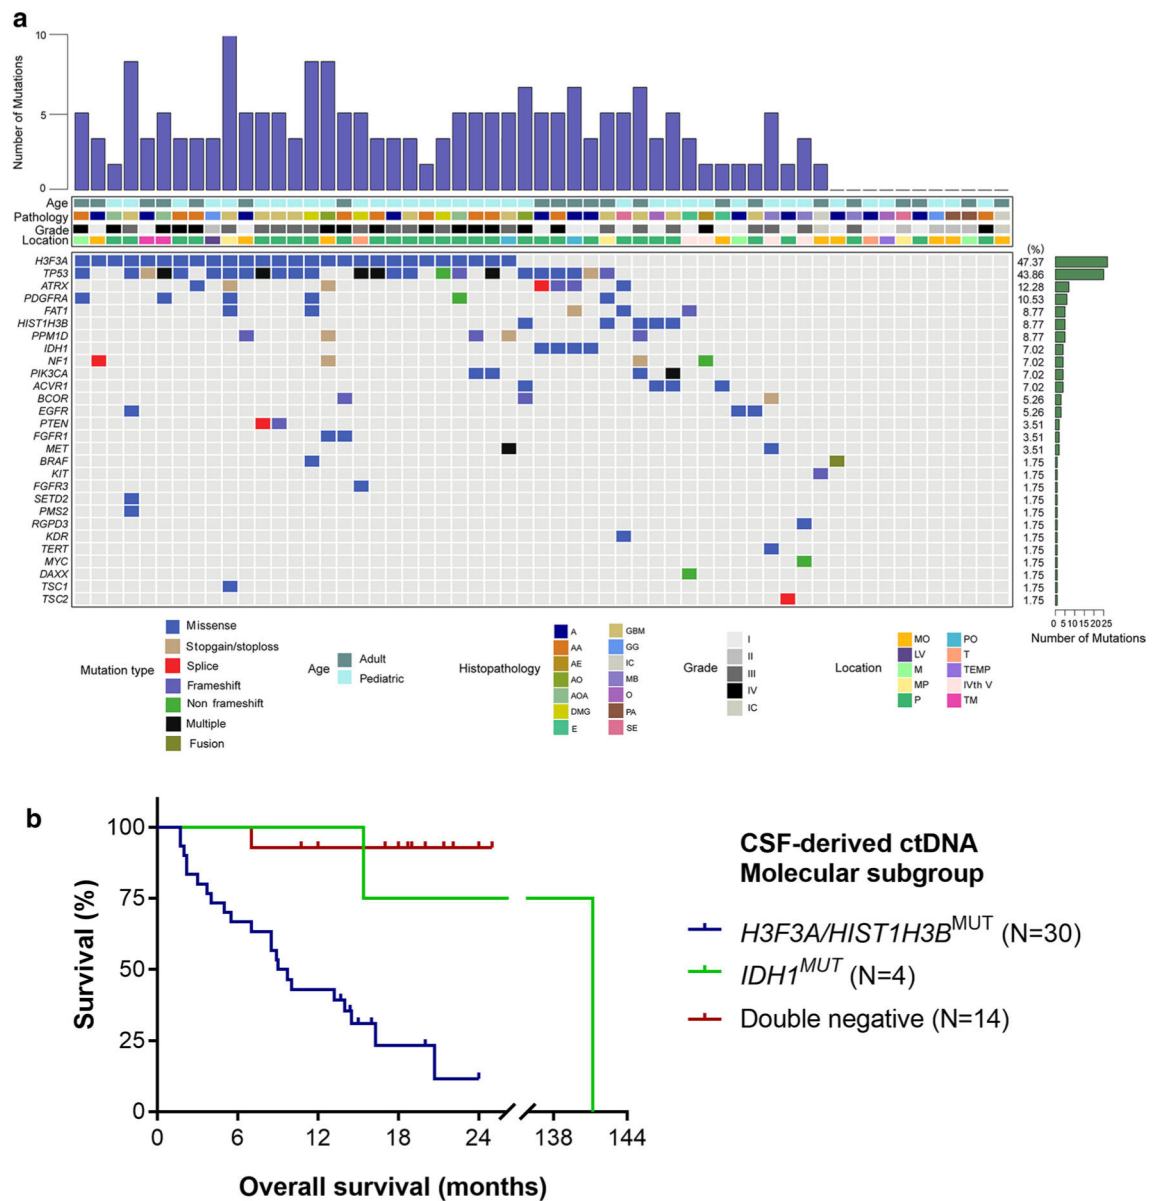 a
10
5
0
Number of Mutations
Age
Pathology
Grade
Location
(%)
H3F3A 47.37
TP53 43.86
ATRX 12.28
PDGFRA 10.53
FAT1 8.77
HIST1H3B 8.77
PPM1D 8.77
IDH1 7.02
NF1 7.02
PIK3CA 7.02
ACVR1 7.02
BCOR 5.26
EGFR 5.26
PTEN 3.51
FGFR1 3.51
MET 3.51
BRAF 1.75
KIT 1.75
FGFR3 1.75
SETD2 1.75
PMS2 1.75
RGPD3 1.75
KDR 1.75
TERT 1.75
MYC 1.75
DAXX 1.75
TSC1 1.75
TSC2 1.75
0 5 10 15 20 25
Number of Mutations
Mutation type
Missense
Stopgain/stoploss
Splice
Frameshift
Non frameshift
Multiple
Fusion
Age
Adult
Pediatric
Histopathology
A
AA
AE
AO
AOA
DMG
E
GBM
GG
IC
MB
O
PA
SE
Grade
I
II
III
IV
IC
Location
MO
LV
M
MP
P
PO
T
TEMP
IVth V
TM
b
100
75
50
25
0
Survival (%)
0 6 12 18 24 138 144
Overall survival (months)
CSF-derived ctDNA
Molecular subgroup
H3F3A/HIST1H3B^MUT (N=30)
IDH1^MUT (N=4)
Double negative (N=14)